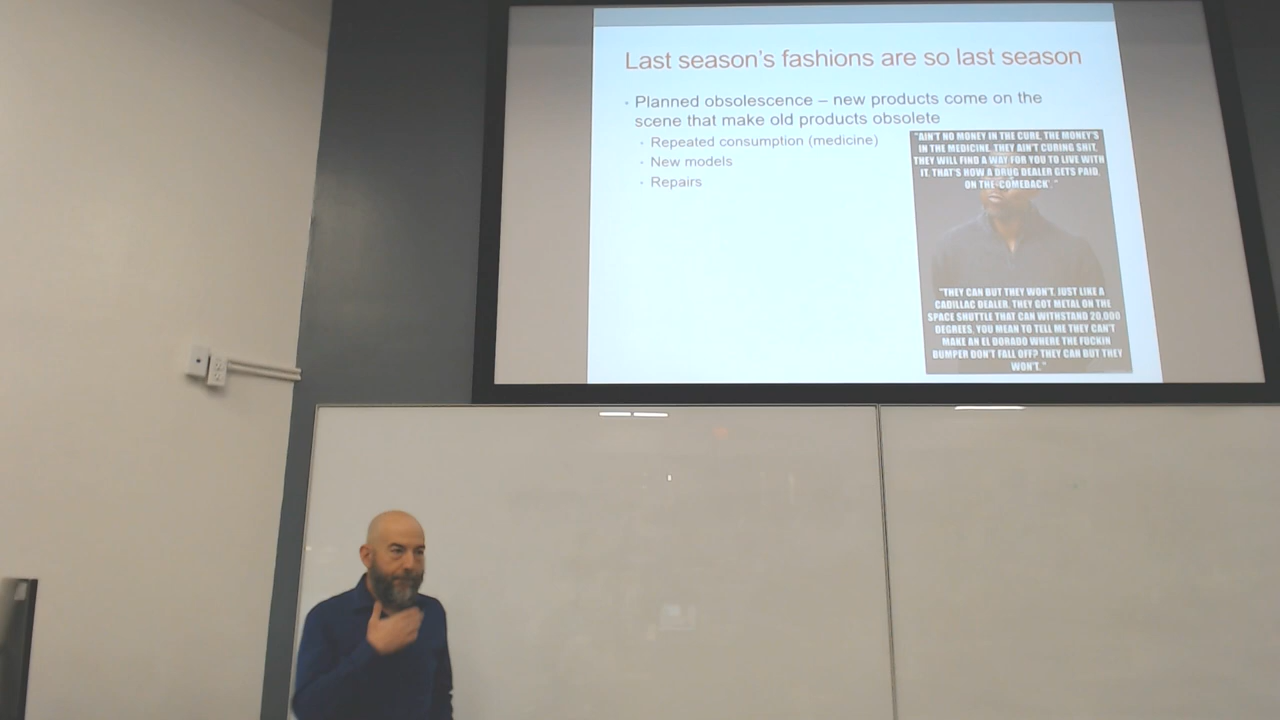 Last season's fashions are so last season
Planned obsolescence – new products come on the
scene that make old products obsolete
Repeated consumption (medicine)
New models
Repairs
"AIN'T NO MONEY IN THE CURE, THE MONEY'S
IN THE MEDICINE. THEY AIN'T CURING SHIT,
THEY WILL FIND A WAY FOR YOU TO LIVE WITH
IT. THAT'S HOW A DRUG DEALER GETS PAID,
ON THE COMEBACK."
"THEY CAN BUT THEY WON'T. JUST LIKE A
CADILLAC DEALER, THEY GOT METAL ON THE
SPACE SHUTTLE THAT CAN WITHSTAND 20,000
DEGREES, YOU MEAN TO TELL ME THEY CAN'T
MAKE AN EL DORADO WHERE THE FUCKIN
BUMPER DON'T FALL OFF? THEY CAN BUT THEY
WON'T."